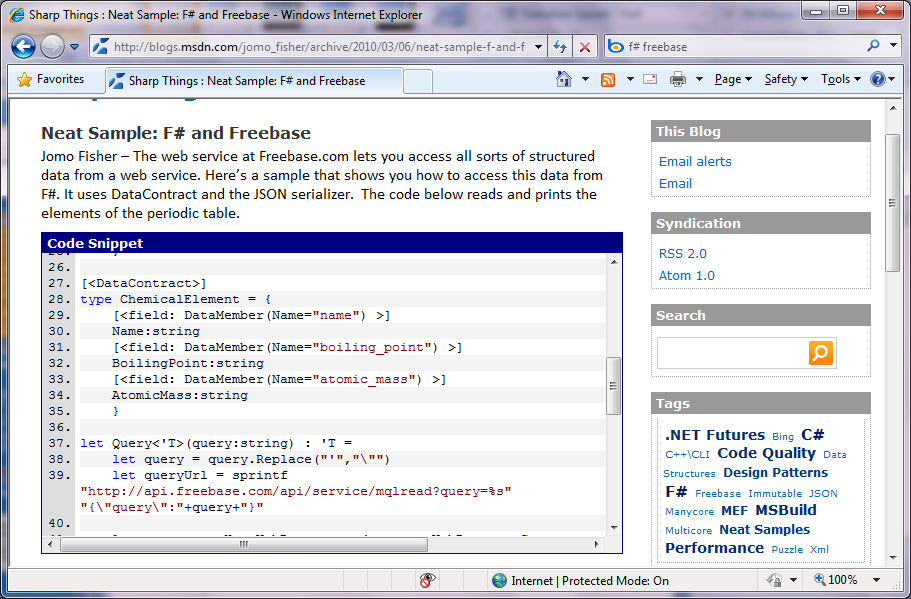 Sharp Things : Neat Sample: F# and Freebase - Windows Internet Explorer
http://blogs.msdn.com/jomo_fisher/archive/2010/03/06/neat-sample-f-and-f
f# freebase
Favorites
Sharp Things : Neat Sample: F# and Freebase
Page
Safety
Tools
Neat Sample: F# and Freebase
Jomo Fisher – The web service at Freebase.com lets you access all sorts of structured
data from a web service. Here's a sample that shows you how to access this data from
F#. It uses DataContract and the JSON serializer.  The code below reads and prints the
elements of the periodic table.
Code Snippet
26.
27. [<DataContract>]
28. type ChemicalElement = {
29.     [<field: DataMember(Name="name") >]
30.     Name:string
31.     [<field: DataMember(Name="boiling_point") >]
32.     BoilingPoint:string
33.     [<field: DataMember(Name="atomic_mass") >]
34.     AtomicMass:string
35.     }
36.
37. let Query<'T>(query:string) : 'T =
38.     let query = query.Replace("'","\"")
39.     let queryUrl = sprintf
"http://api.freebase.com/api/service/mqlread?query=%s"
"{\"query\":"+query+"}"
40.
This Blog
Email alerts
Email
Syndication
RSS 2.0
Atom 1.0
Search
Tags
.NET Futures Bing C#
C++\CLI Code Quality Data
Structures Design Patterns
F# Freebase Immutable JSON
Manycore MEF MSBuild
Multicore Neat Samples
Performance Puzzle Xml
Internet | Protected Mode: On
100%